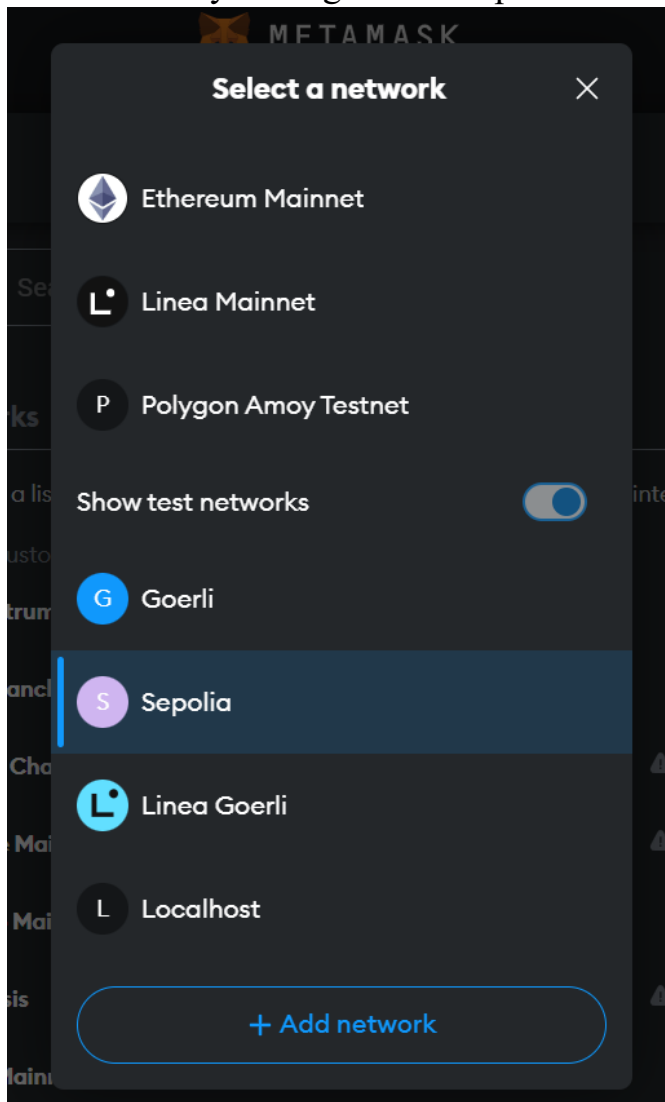 METAMASK
Select a network
Ethereum Mainnet
Linea Mainnet
P Polygon Amoy Testnet
Show test networks
G Goerli
S Sepolia
Linea Goerli
L Localhost
+ Add network